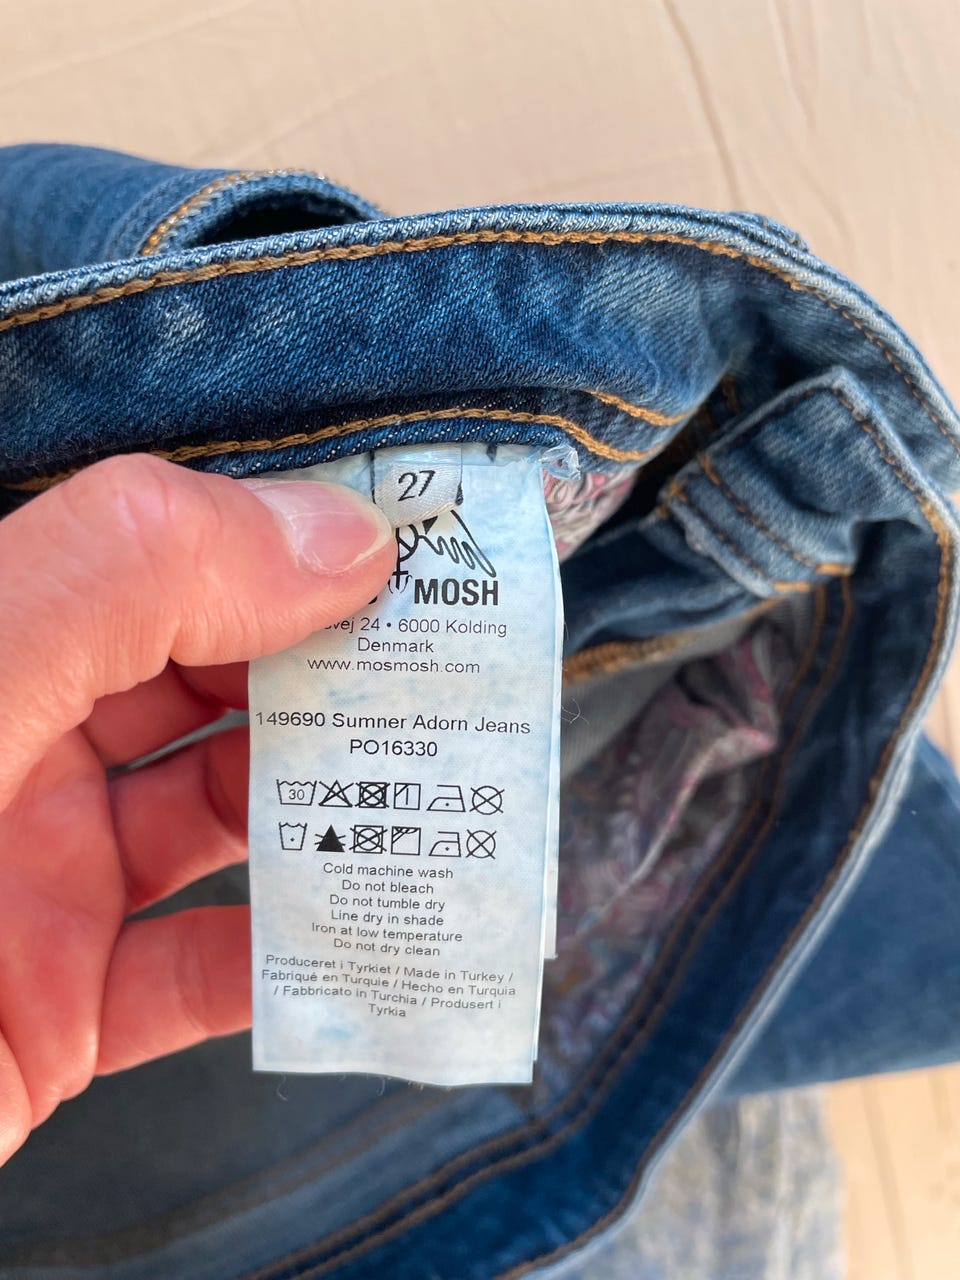 27
MOSH
24 • 6000 Kolding
Denmark
www.mosmosh.com
149690 Sumner Adorn Jeans
PO16330
30
Cold machine wash
Do not bleach
Do not tumble dry
Line dry in shade
Iron at low temperature
Do not dry clean
Produceret i Tyrkiet / Made in Turkey /
Fabriqué en Turquie / Hecho en Turquia
/ Fabbricato in Turchia / Produsert i
Tyrkia